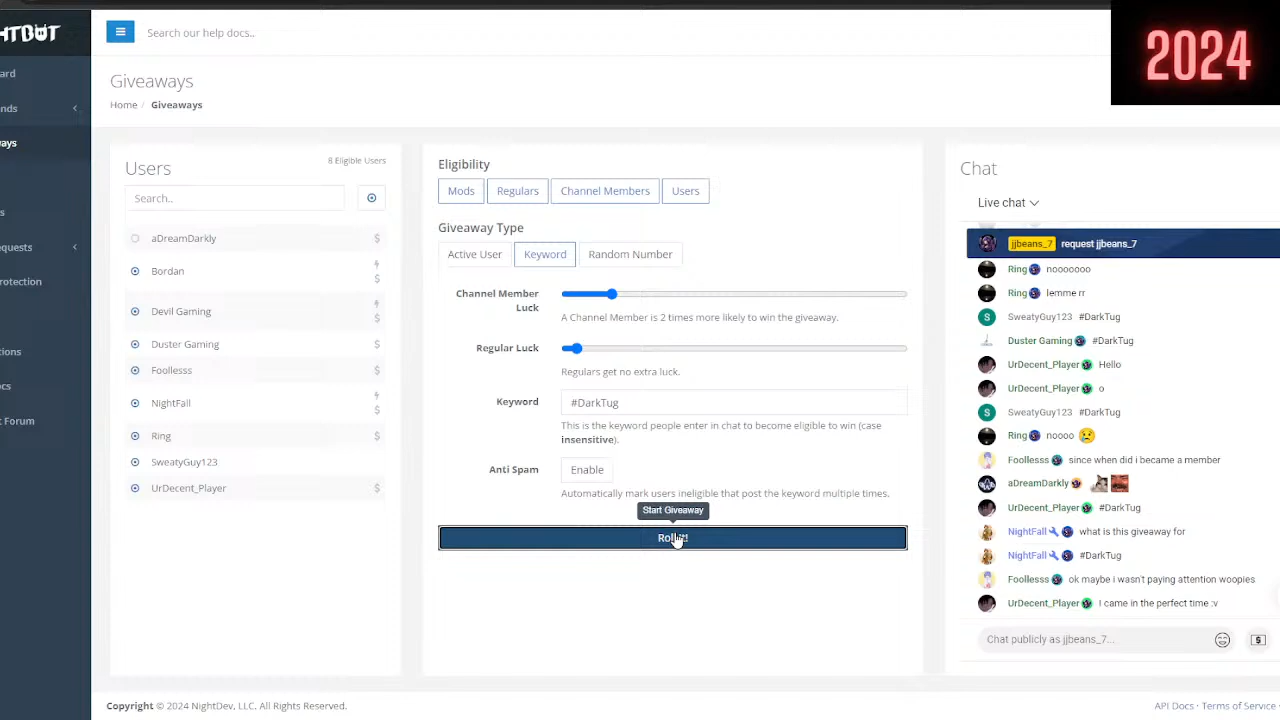 HTBOT
Search our help docs..
2024
ard
Giveaways
nds
Home / Giveaways
ways
Users
8 Eligible Users
Search..
s
aDreamDarkly
$
equests
Bordan
$
rotection
Devil Gaming
$
Duster Gaming
$
tions
Foollesss
$
cs
NightFall
$
t Forum
Ring
$
SweatyGuy123
UrDecent_Player
$
Eligibility
Mods Regulars Channel Members Users
Giveaway Type
Active User Keyword Random Number
Channel Member
Luck
A Channel Member is 2 times more likely to win the giveaway.
Regular Luck
Regulars get no extra luck.
Keyword
#DarkTug
This is the keyword people enter in chat to become eligible to win (case
insensitive).
Anti Spam
Enable
Automatically mark users ineligible that post the keyword multiple times.
Start Giveaway
Roll It!
Chat
Live chat
jjbeans_7 request jjbeans_7
Ring nooooooo
Ring lemme rr
S SweatyGuy123 #DarkTug
Duster Gaming #DarkTug
UrDecent_Player Hello
UrDecent_Player o
S SweatyGuy123 #DarkTug
Ring noooo 😢
Foollesss since when did i became a member
aDreamDarkly
UrDecent_Player #DarkTug
NightFall what is this giveaway for
NightFall #DarkTug
Foollesss ok maybe i wasn't paying attention woopies
UrDecent_Player I came in the perfect time :v
Chat publicly as jjbeans_7...
$
Copyright © 2024 NightDev, LLC. All Rights Reserved.
API Docs · Terms of Service ·